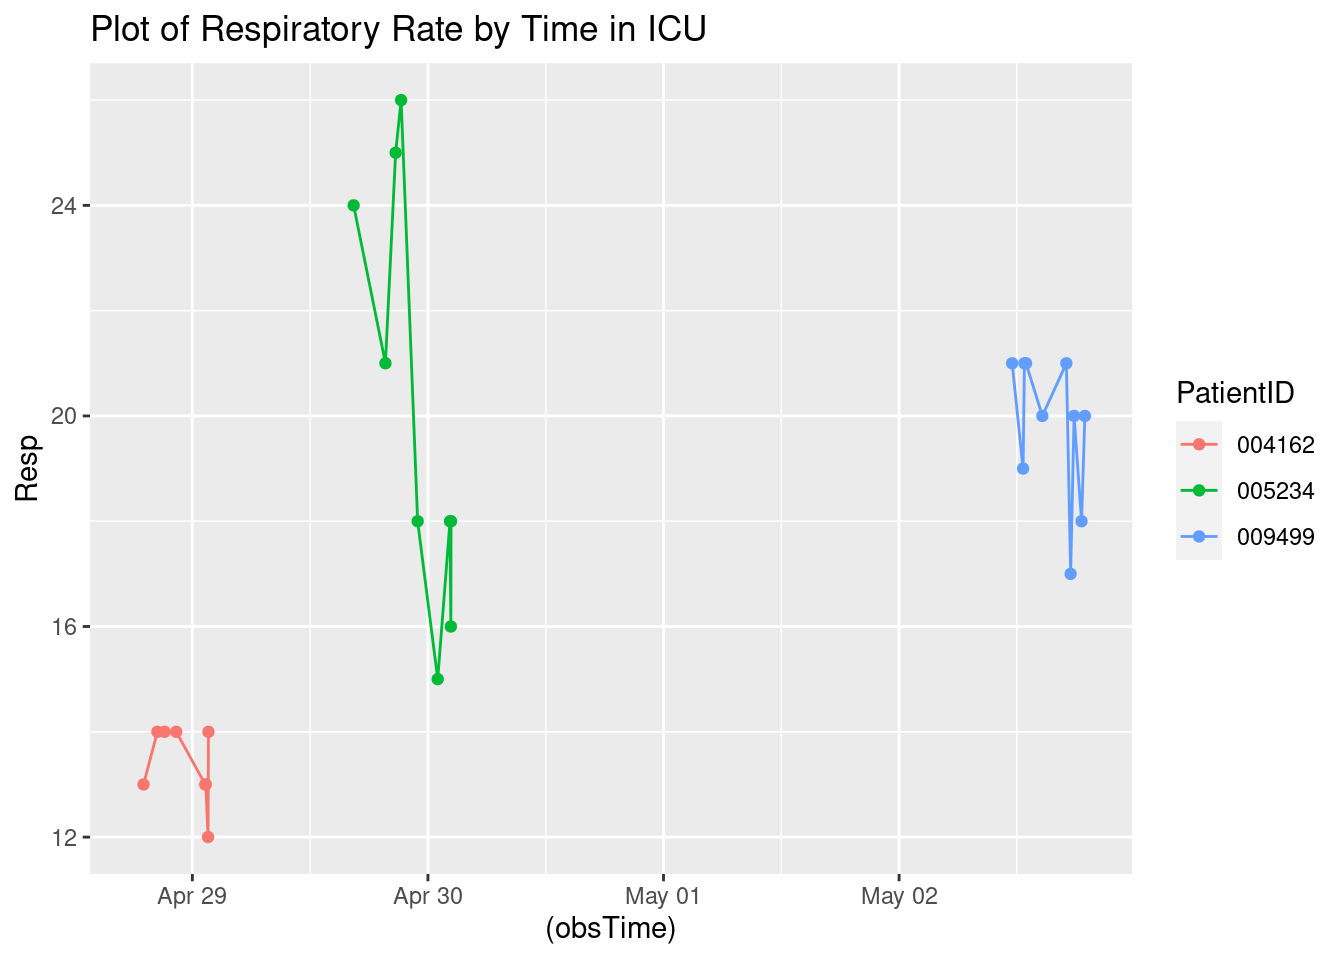 Plot of Respiratory Rate by Time in ICU
Resp
24
20
16
12
Apr 29
Apr 30
May 01
May 02
(obsTime)
PatientID
004162
005234
009499